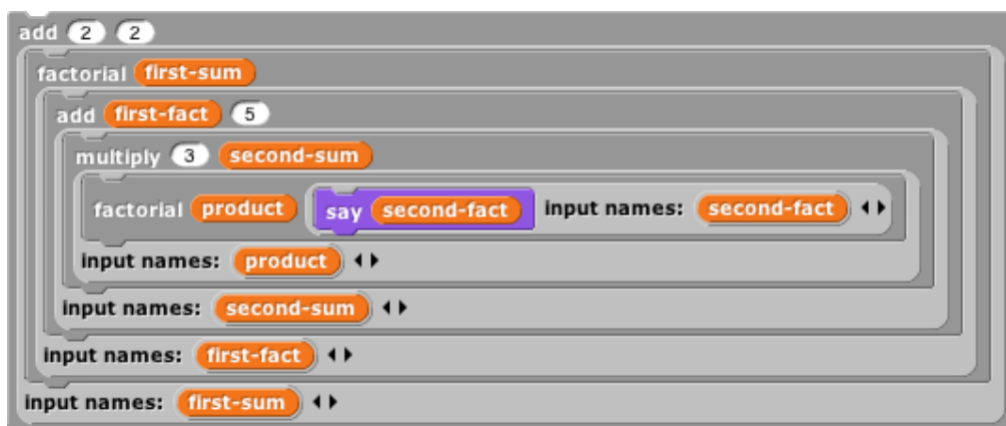 add 2 2
factorial first-sum
add first-fact 5
multiply 3 second-sum
factorial product say second-fact input names: second-fact
input names: product
input names: second-sum
input names: first-fact
input names: first-sum